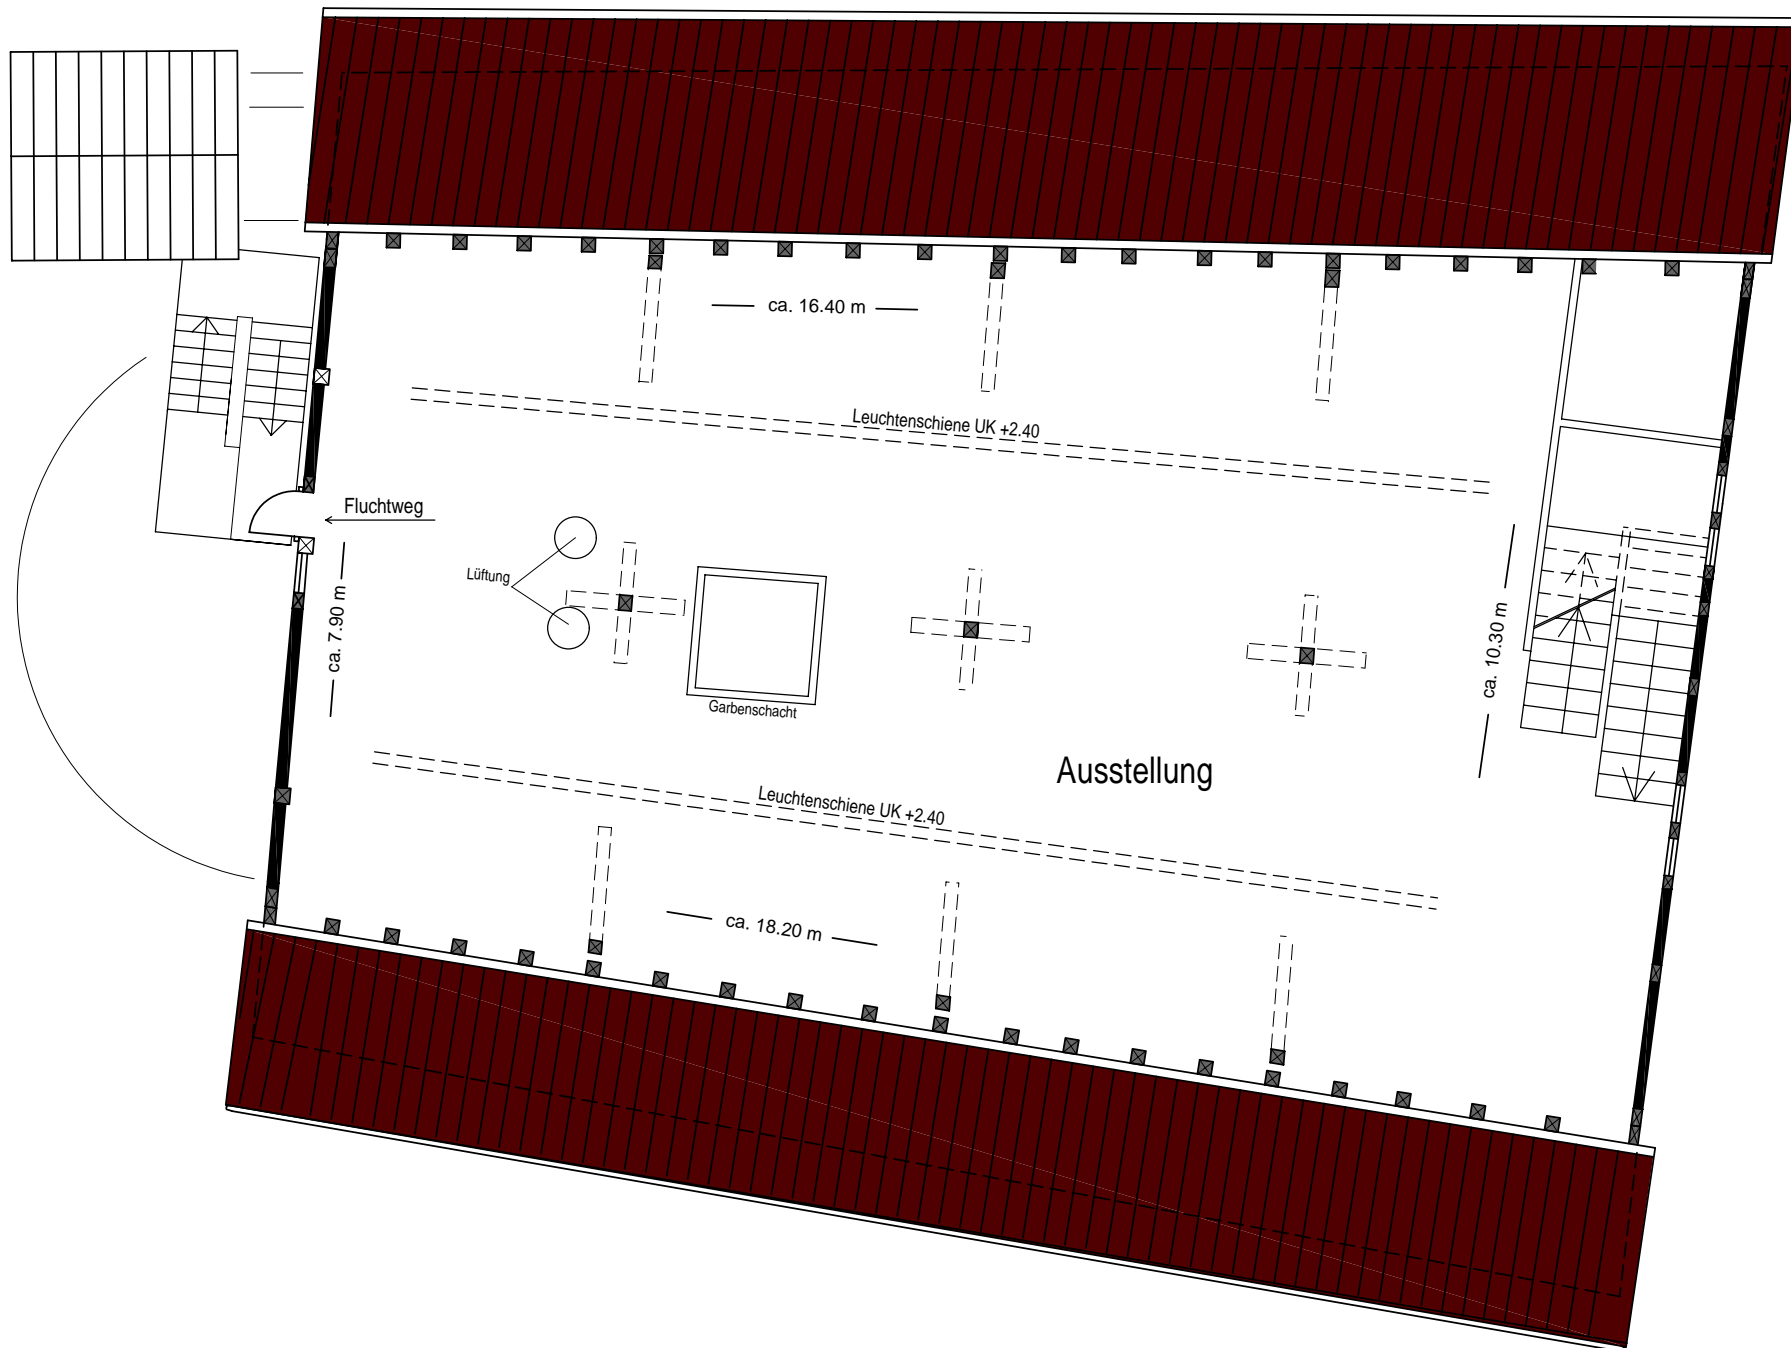 ca. 16.40 m
Leuchtenschiene UK +2.40
Fluchtweg
Lüftung
ca. 7.90 m
ca. 10.30 m
Garbenschacht
Ausstellung
Leuchtenschiene UK +2.40
ca. 18.20 m